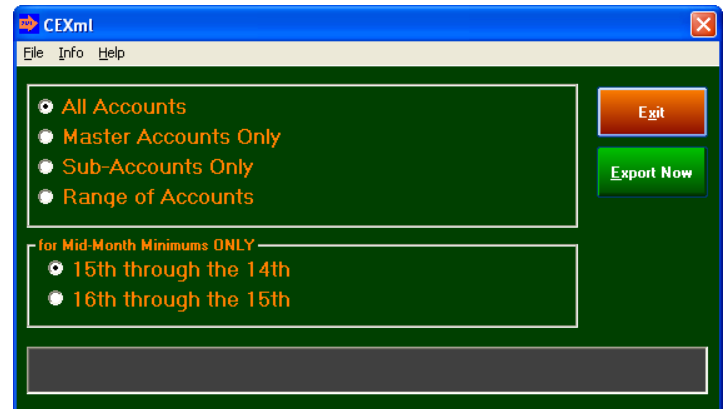 CEXml
File Info Help
All Accounts
Master Accounts Only
Sub-Accounts Only
Range of Accounts
Exit
Export Now
for Mid-Month Minimums ONLY
15th through the 14th
16th through the 15th